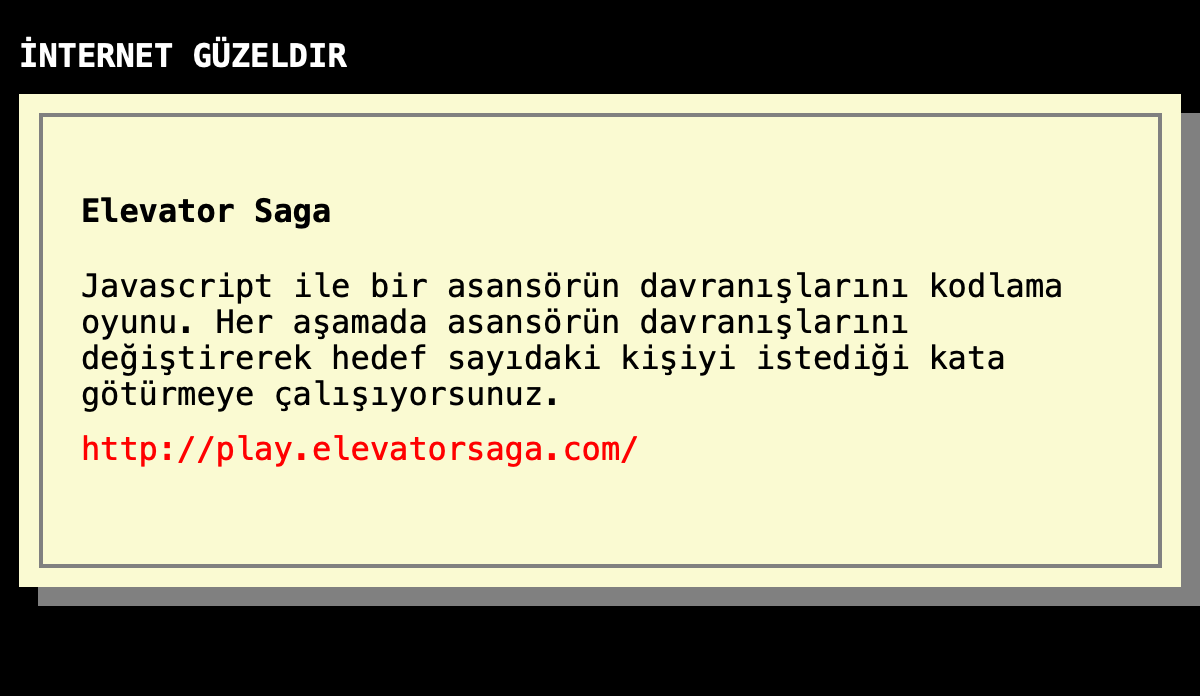 İNTERNET GÜZELDIR
Elevator Saga
Javascript ile bir asansörün davranışlarını kodlama
oyunu. Her aşamada asansörün davranışlarını
değiştirerek hedef sayıdaki kişiyi istediği kata
götürmeye çalışıyorsunuz.
http://play.elevatorsaga.com/